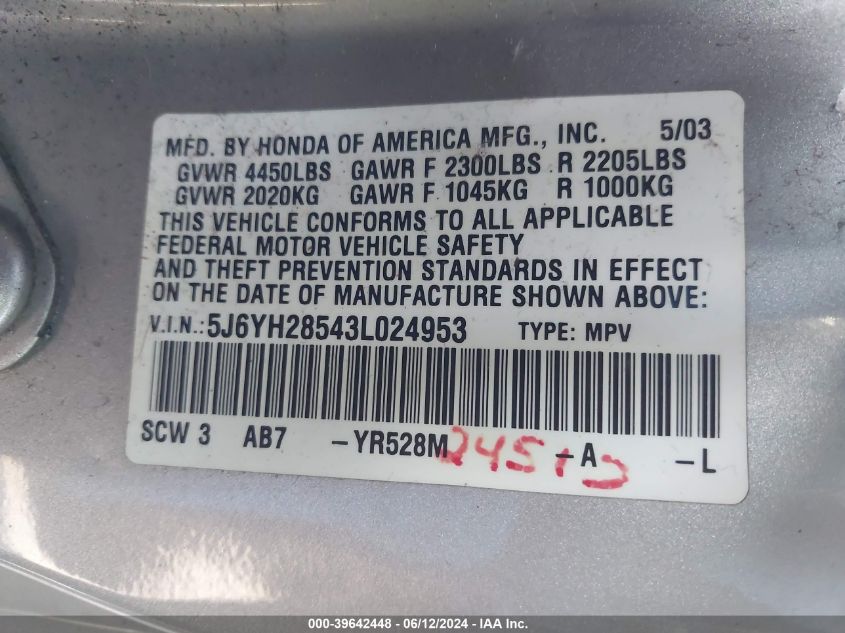 MFD. BY HONDA OF AMERICA MFG., INC. 5/03
GVWR 4450LBS GAWR F 2300LBS R 2205LBS
GVWR 2020KG GAWR F 1045KG R 1000KG
THIS VEHICLE CONFORMS TO ALL APPLICABLE
FEDERAL MOTOR VEHICLE SAFETY
AND THEFT PREVENTION STANDARDS IN EFFECT
ON THE DATE OF MANUFACTURE SHOWN ABOVE:
V.I.N.: 5J6YH28543L024953 TYPE: MPV
SCW 3 AB7 -YR528M -A -L
000-39642448 - 06/12/2024 - IAA Inc.